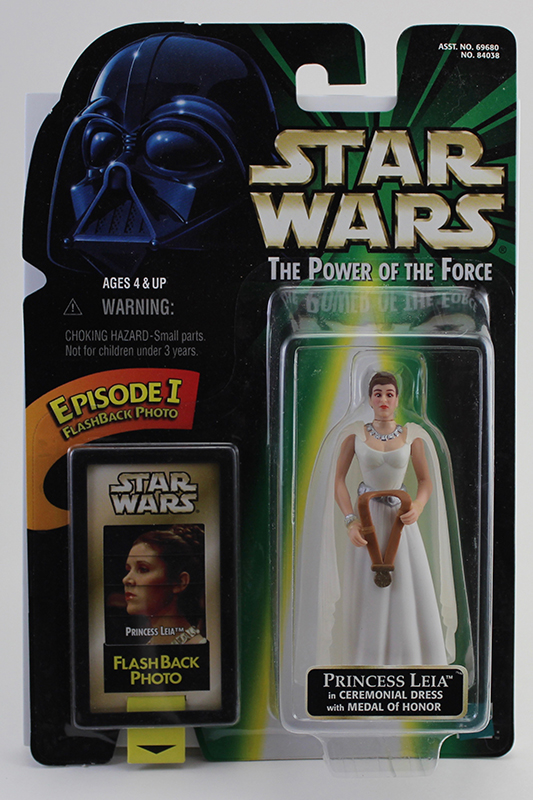 ASST. NO. 69680
NO. 84038
STAR
WARS®
THE POWER OF THE FORCE
AGES 4 & UP
⚠ WARNING:
CHOKING HAZARD-Small parts.
Not for children under 3 years.
EPISODE I
FLASHBACK PHOTO
STAR
WARS®
PRINCESS LEIA™
FLASHBACK
PHOTO
PRINCESS LEIA™
in CEREMONIAL DRESS
with MEDAL OF HONOR